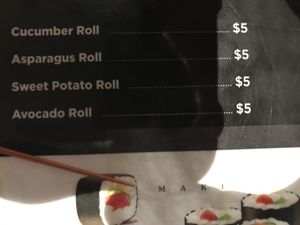 Cucumber Roll ........................ $5
Asparagus Roll ........................ $5
Sweet Potato Roll ........................ $5
Avocado Roll ........................ $5
MAKI